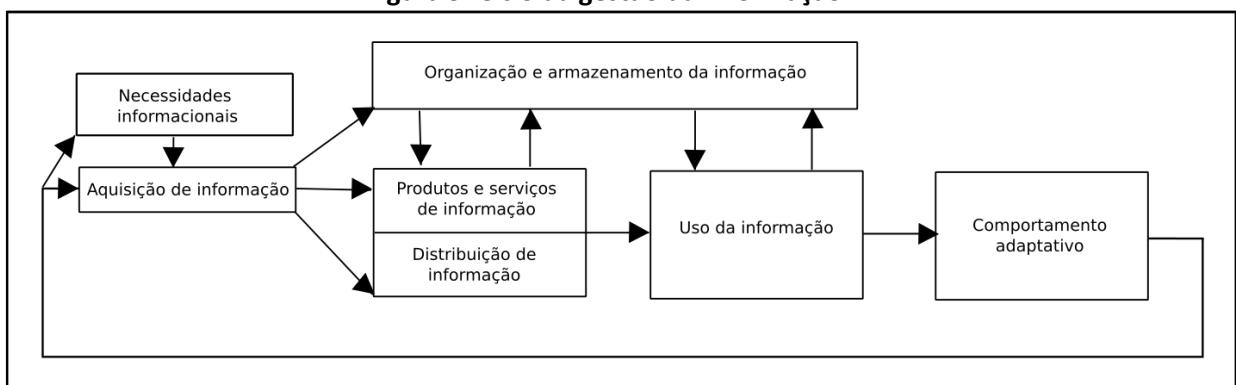 Organização e armazenamento da informação
Necessidades
informacionais
Aquisição de informação
Produtos e serviços
de informação
Distribuição de
informação
Uso da informação
Comportamento
adaptativo